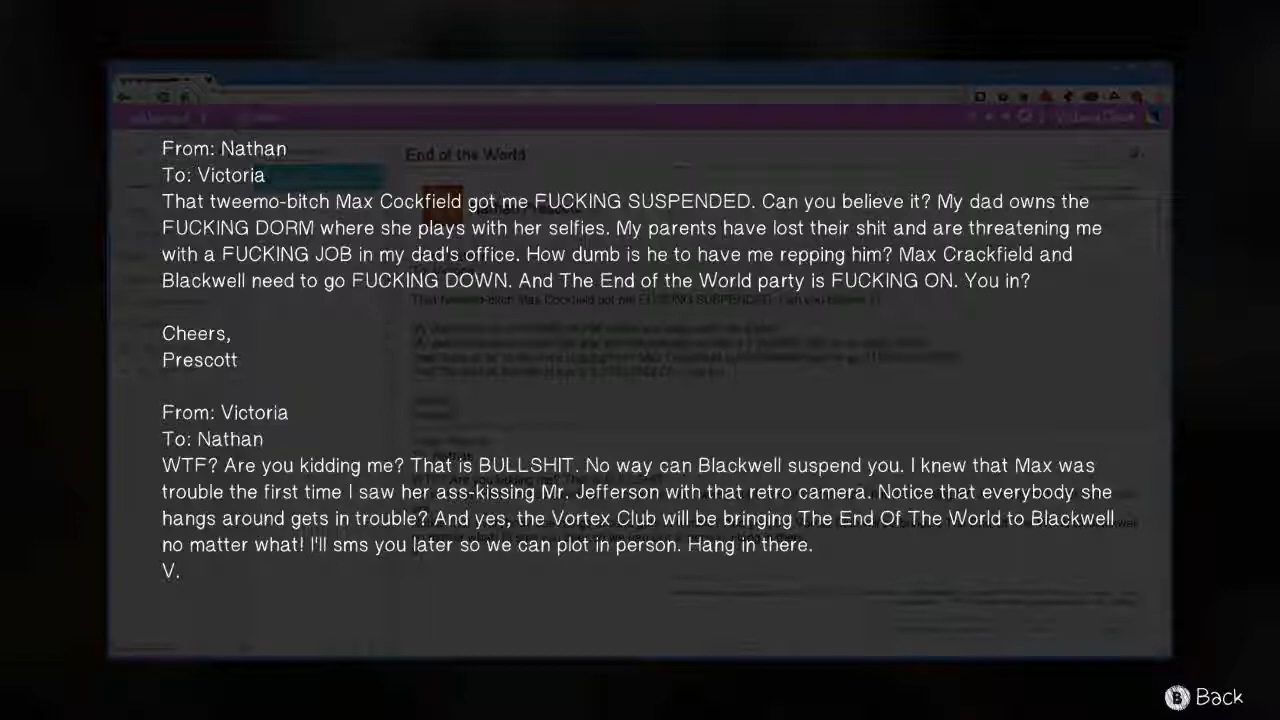 End of the World
From: Nathan
To: Victoria
That tweemo-bitch Max Cockfield got me FUCKING SUSPENDED. Can you believe it? My dad owns the
FUCKING DORM where she plays with her selfies. My parents have lost their shit and are threatening me
with a FUCKING JOB in my dad's office. How dumb is he to have me repping him? Max Crackfield and
Blackwell need to go FUCKING DOWN. And The End of the World party is FUCKING ON. You in?
Cheers,
Prescott
From: Victoria
To: Nathan
WTF? Are you kidding me? That is BULLSHIT. No way can Blackwell suspend you. I knew that Max was
trouble the first time I saw her ass-kissing Mr. Jefferson with that retro camera. Notice that everybody she
hangs around gets in trouble? And yes, the Vortex Club will be bringing The End Of The World to Blackwell
no matter what! I'll sms you later so we can plot in person. Hang in there.
V.
B Back